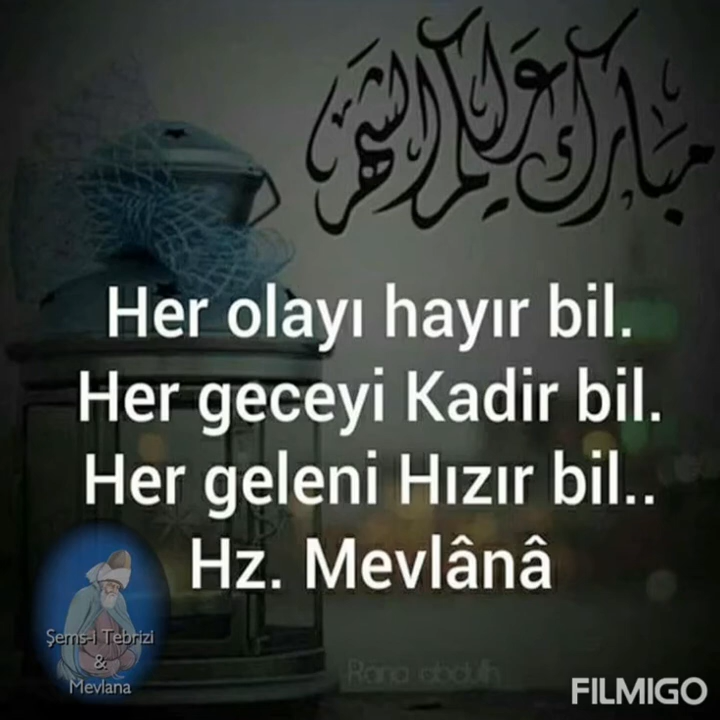 مبارك عليكم الشهر
Her olayı hayır bil.
Her geceyi Kadir bil.
Her geleni Hızır bil..
Hz. Mevlânâ
Şems-i Tebrizi
&
Mevlana
FILMIGO